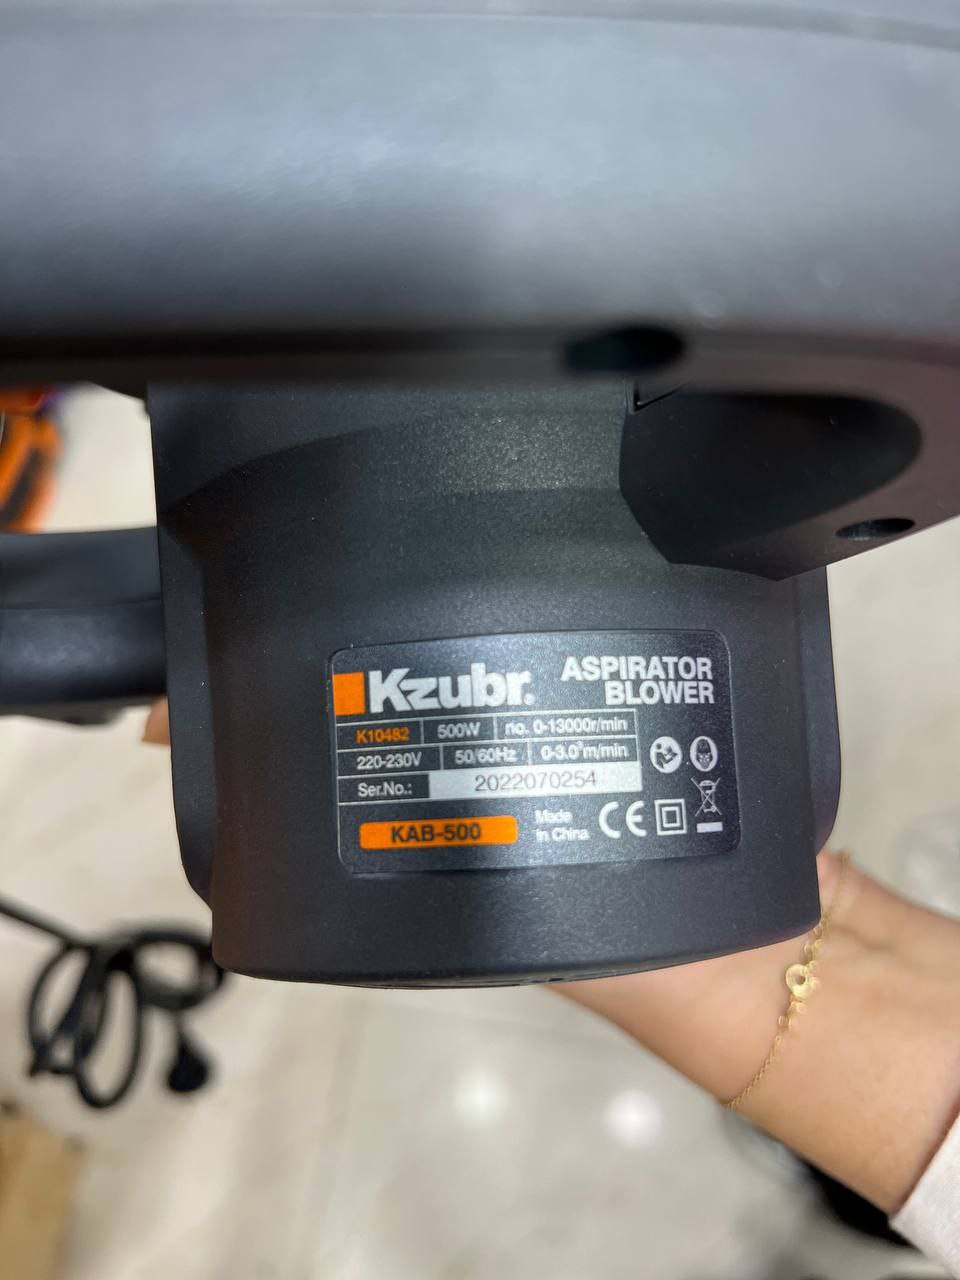 Kzubr.
ASPIRATOR
BLOWER
K10482 500W no. 0-13000r/min
220-230V 50/60Hz 0-3.0³m/min
Ser.No.: 2022070254
KAB-500
Made
in China
CE